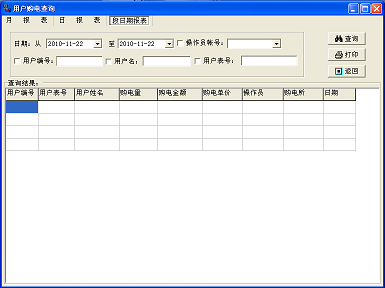 用户购电查询
月 报 表 日 报 表 段日期报表
日期：从 2010-11-22 至 2010-11-22 操作员帐号：
用户编号： 用户名： 用户表号：
查询
打印
返回
查询结果：
用户编号 用户表号 用户姓名 购电量 购电金额 购电单价 操作员 购电所 日期